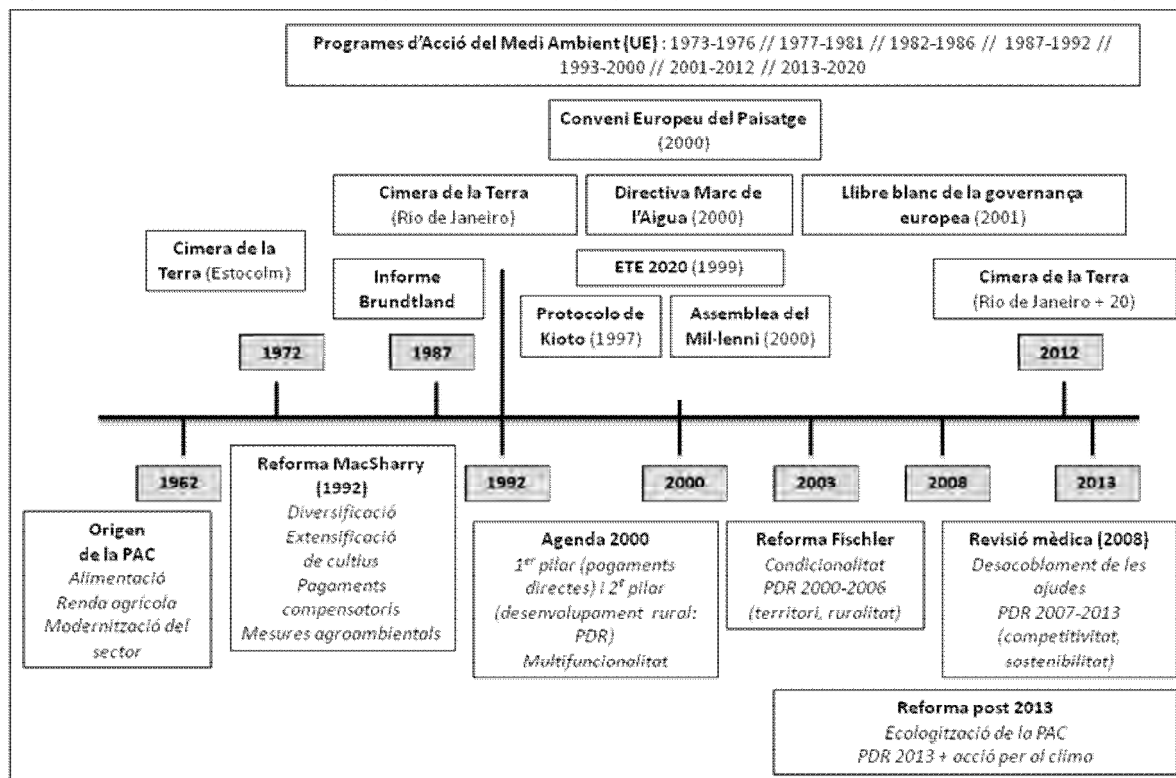 Programes d'Acció del Medi Ambient (UE) : 1973-1976 // 1977-1981 // 1982-1986 // 1987-1992 //
1993-2000 // 2001-2012 // 2013-2020
Conveni Europeu del Paisatge
(2000)
Cimera de la Terra
(Rio de Janeiro)
Directiva Marc de
l'Aigua (2000)
Llibre blanc de la governança
europea (2001)
Cimera de la
Terra (Estocolm)
Informe
Brundtland
ETE 2020 (1999)
Cimera de la Terra
(Rio de Janeiro + 20)
Protocolo de
Kioto (1997)
Assemblea del
Mil·lenni (2000)
1972
1987
2012
1962
1992
2000
2003
2008
2013
Origen
de la PAC
Alimentació
Renda agrícola
Modernització del
sector
Reforma MacSharry
(1992)
Diversificació
Extensificació
de cultius
Pagaments
compensatoris
Mesures agroambientals
Agenda 2000
1er pilar (pagaments
directes) i 2è pilar
(desenvolupament rural:
PDR)
Multifuncionalitat
Reforma Fischler
Condicionalitat
PDR 2000-2006
(territori, ruralitat)
Revisió mèdica (2008)
Desacoblament de les
ajudes
PDR 2007-2013
(competitivitat,
sostenibilitat)
Reforma post 2013
Ecologització de la PAC
PDR 2013 + acció per al clima